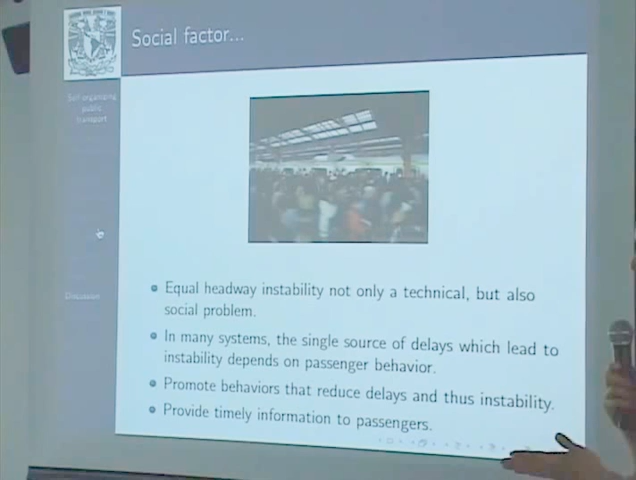 Social factor...
Self-organizing
public
transport
Discussion
Equal headway instability not only a technical, but also
social problem.
In many systems, the single source of delays which lead to
instability depends on passenger behavior.
Promote behaviors that reduce delays and thus instability.
Provide timely information to passengers.